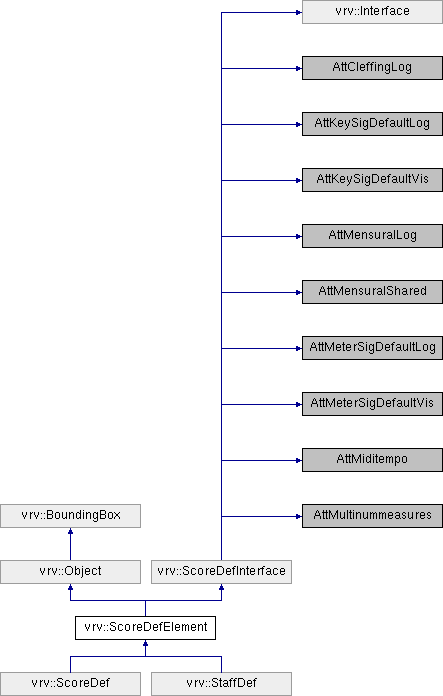 vrv::Interface
AttCleffingLog
AttKeySigDefaultLog
AttKeySigDefaultVis
AttMensuralLog
AttMensuralShared
AttMeterSigDefaultLog
AttMeterSigDefaultVis
AttMiditempo
AttMultinummeasures
vrv::BoundingBox
vrv::Object
vrv::ScoreDefInterface
vrv::ScoreDefElement
vrv::ScoreDef
vrv::StaffDef